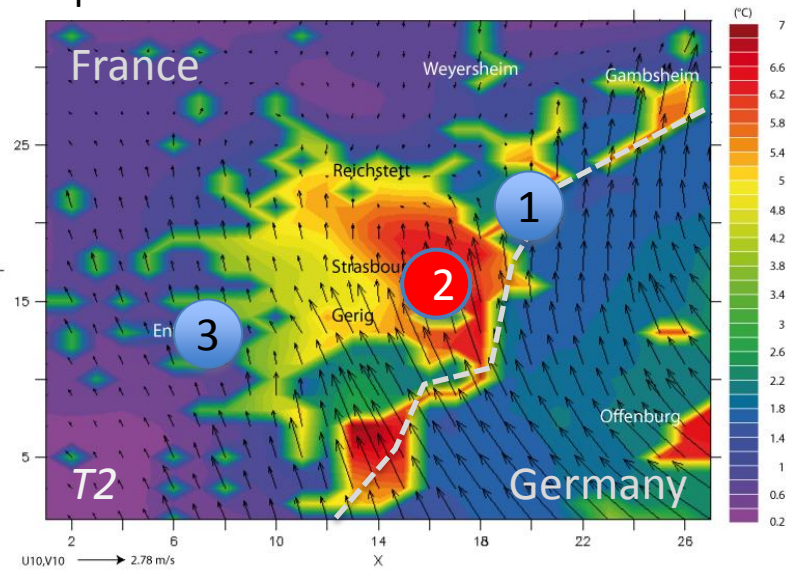 (°C)
France
Weyersheim
Gambsheim
Reichstett
1
Strasbou
2
Gerig
En
3
Offenburg
T2
Germany
25
15
5
2 6 10 14 18 22 26
X
U10,V10 2.78 m/s
7
6.6
6.2
5.8
5.4
5
4.8
4.2
3.8
3.4
3
2.6
2.2
1.8
1.4
1
0.6
0.2